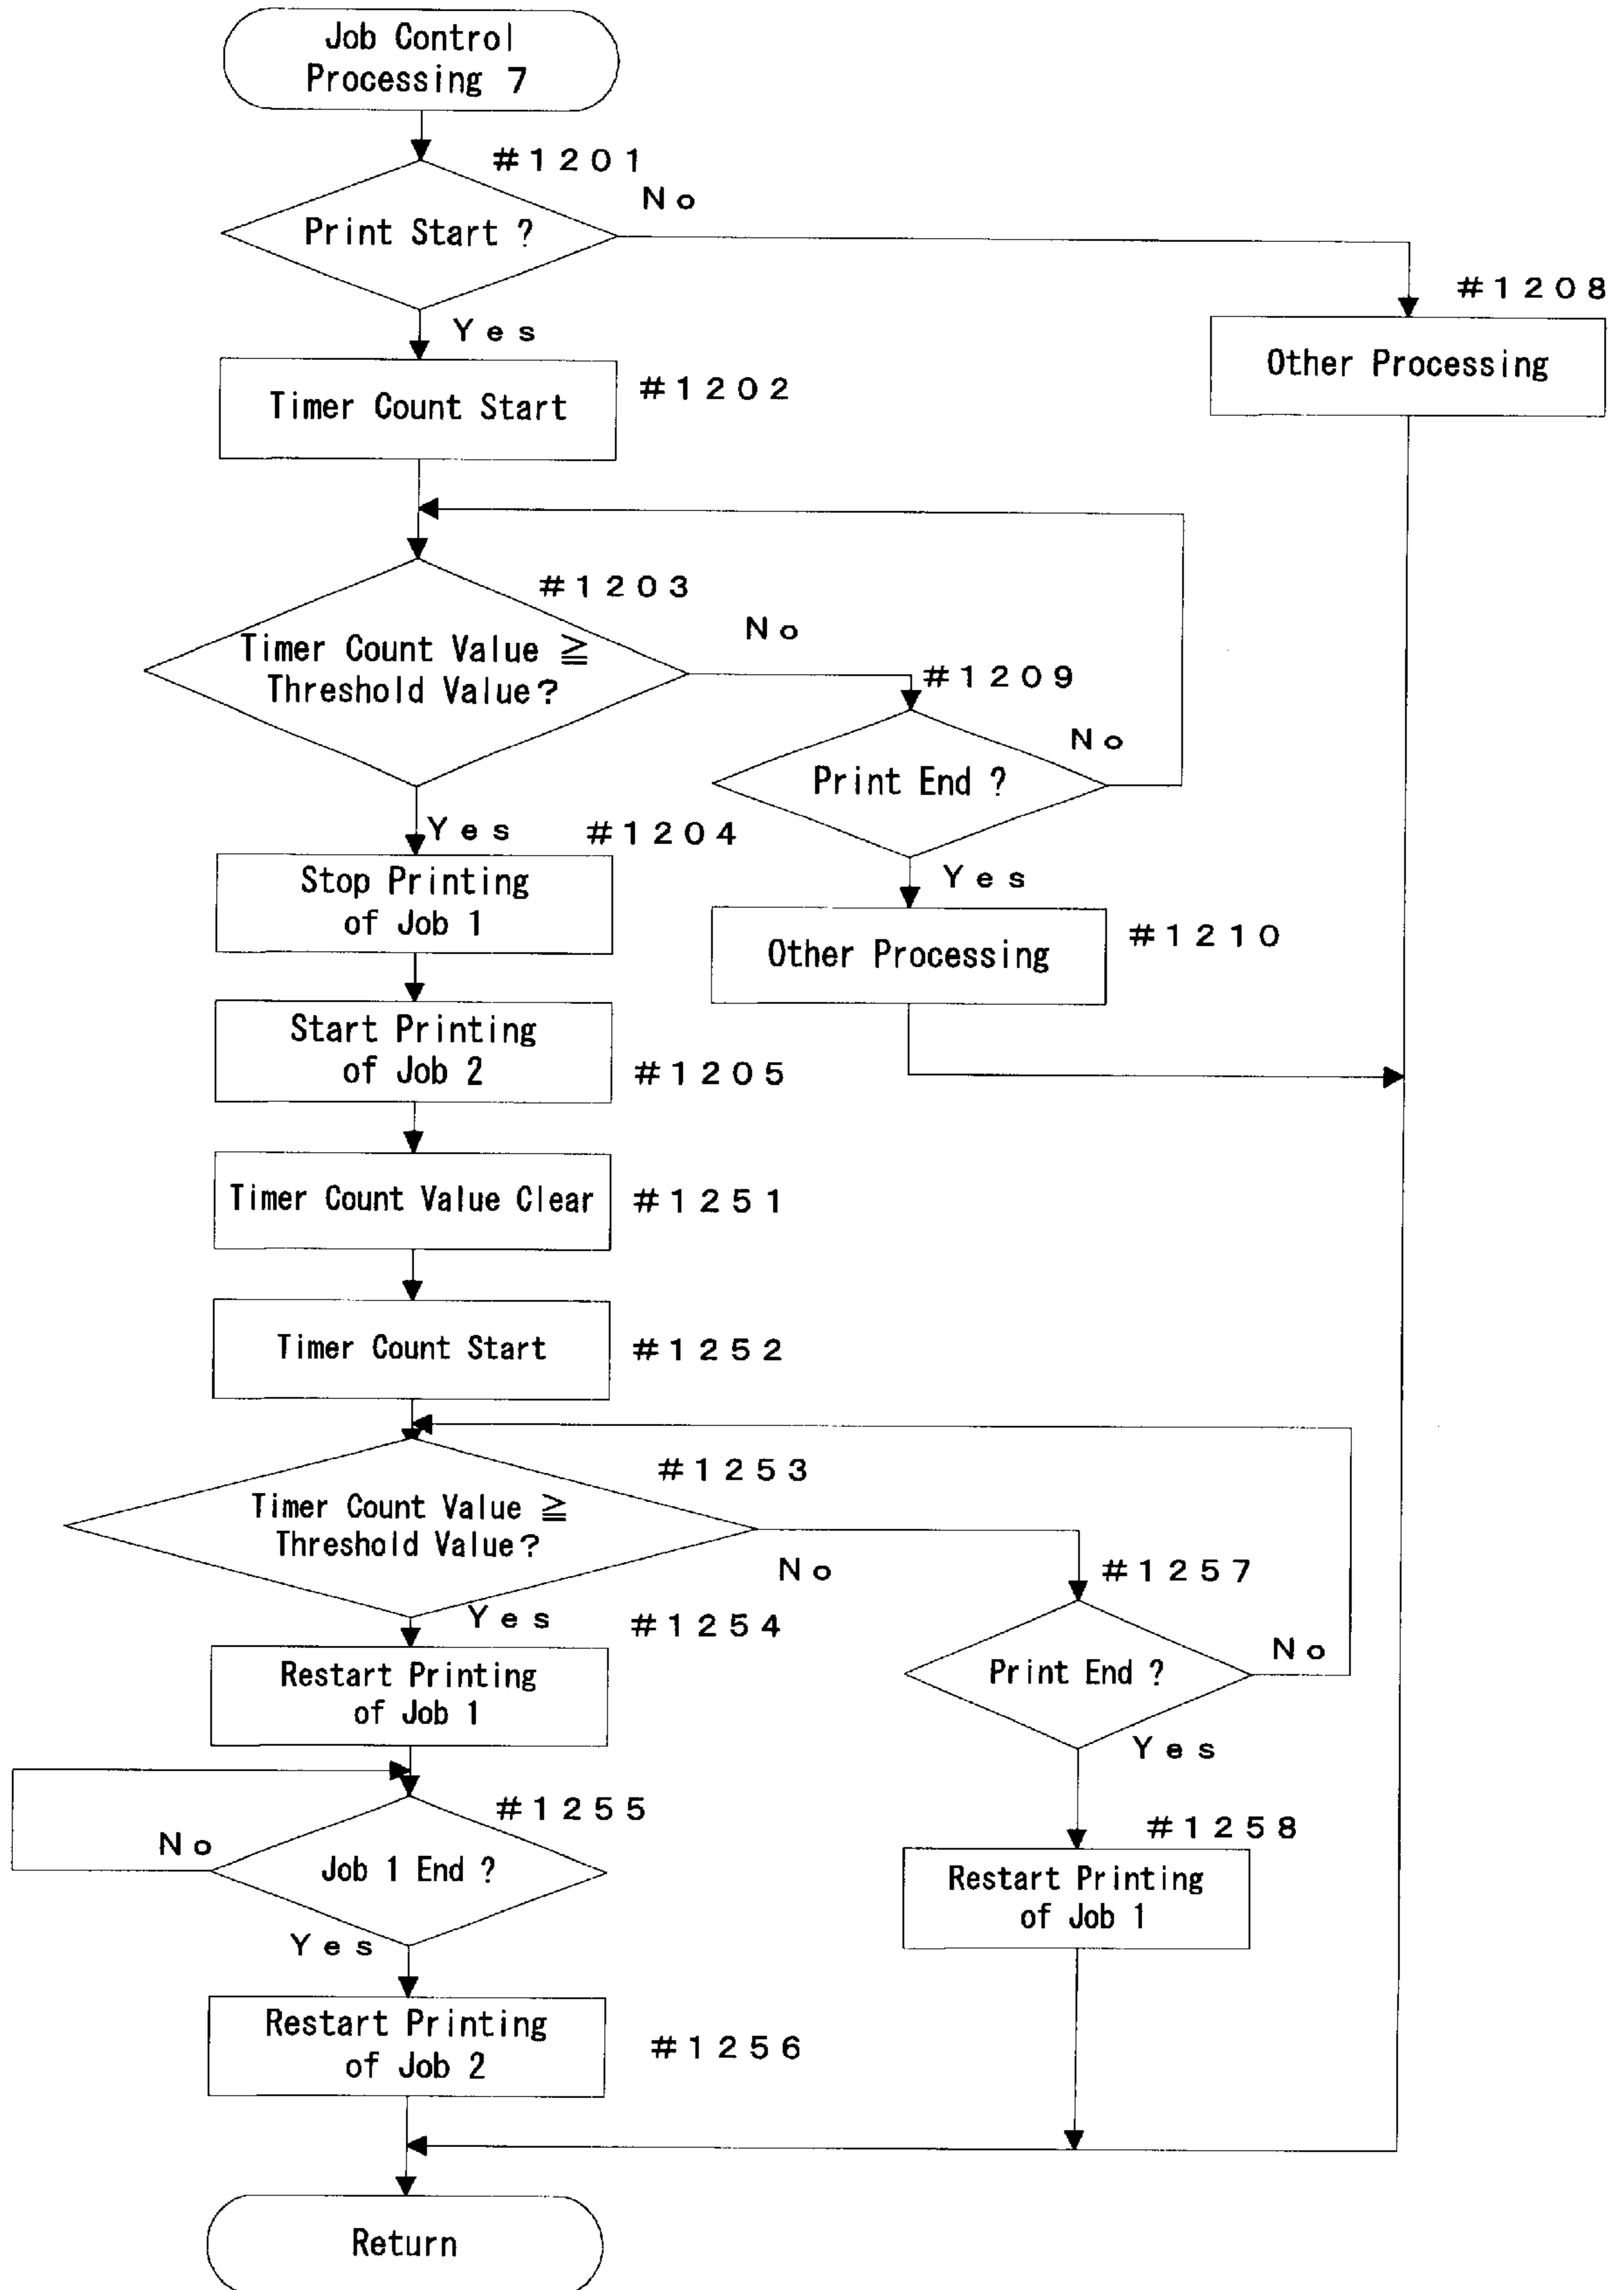 Job Control
Processing 7
#1201
No
Print Start ?
#1208
Yes
Other Processing
#1202
Timer Count Start
#1203
No
Timer Count Value ≧
Threshold Value?
#1209
No
Print End ?
Yes
#1204
Stop Printing
of Job 1
Yes
Other Processing
#1210
Start Printing
of Job 2
#1205
Timer Count Value Clear
#1251
Timer Count Start
#1252
#1253
Timer Count Value ≧
Threshold Value?
No
#1257
Yes
#1254
No
Print End ?
Restart Printing
of Job 1
Yes
#1255
#1258
No
Job 1 End ?
Restart Printing
of Job 1
Yes
Restart Printing
of Job 2
#1256
Return